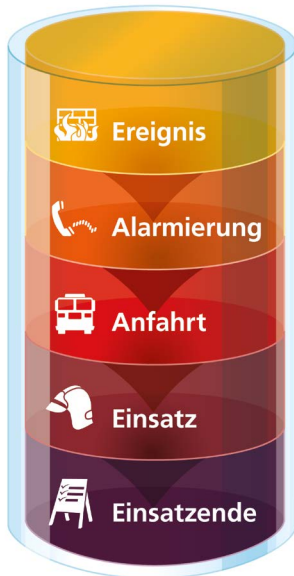 Ereignis
Alarmierung
Anfahrt
Einsatz
Einsatzende